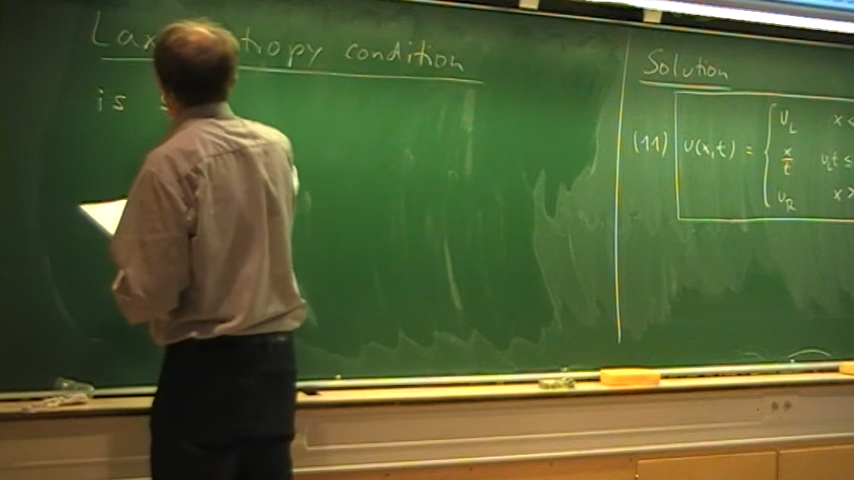 Lax entropy condition
is
Solution
(11) u(x,t) = { u_L x <
x/t u_L t ≤
u_R x >